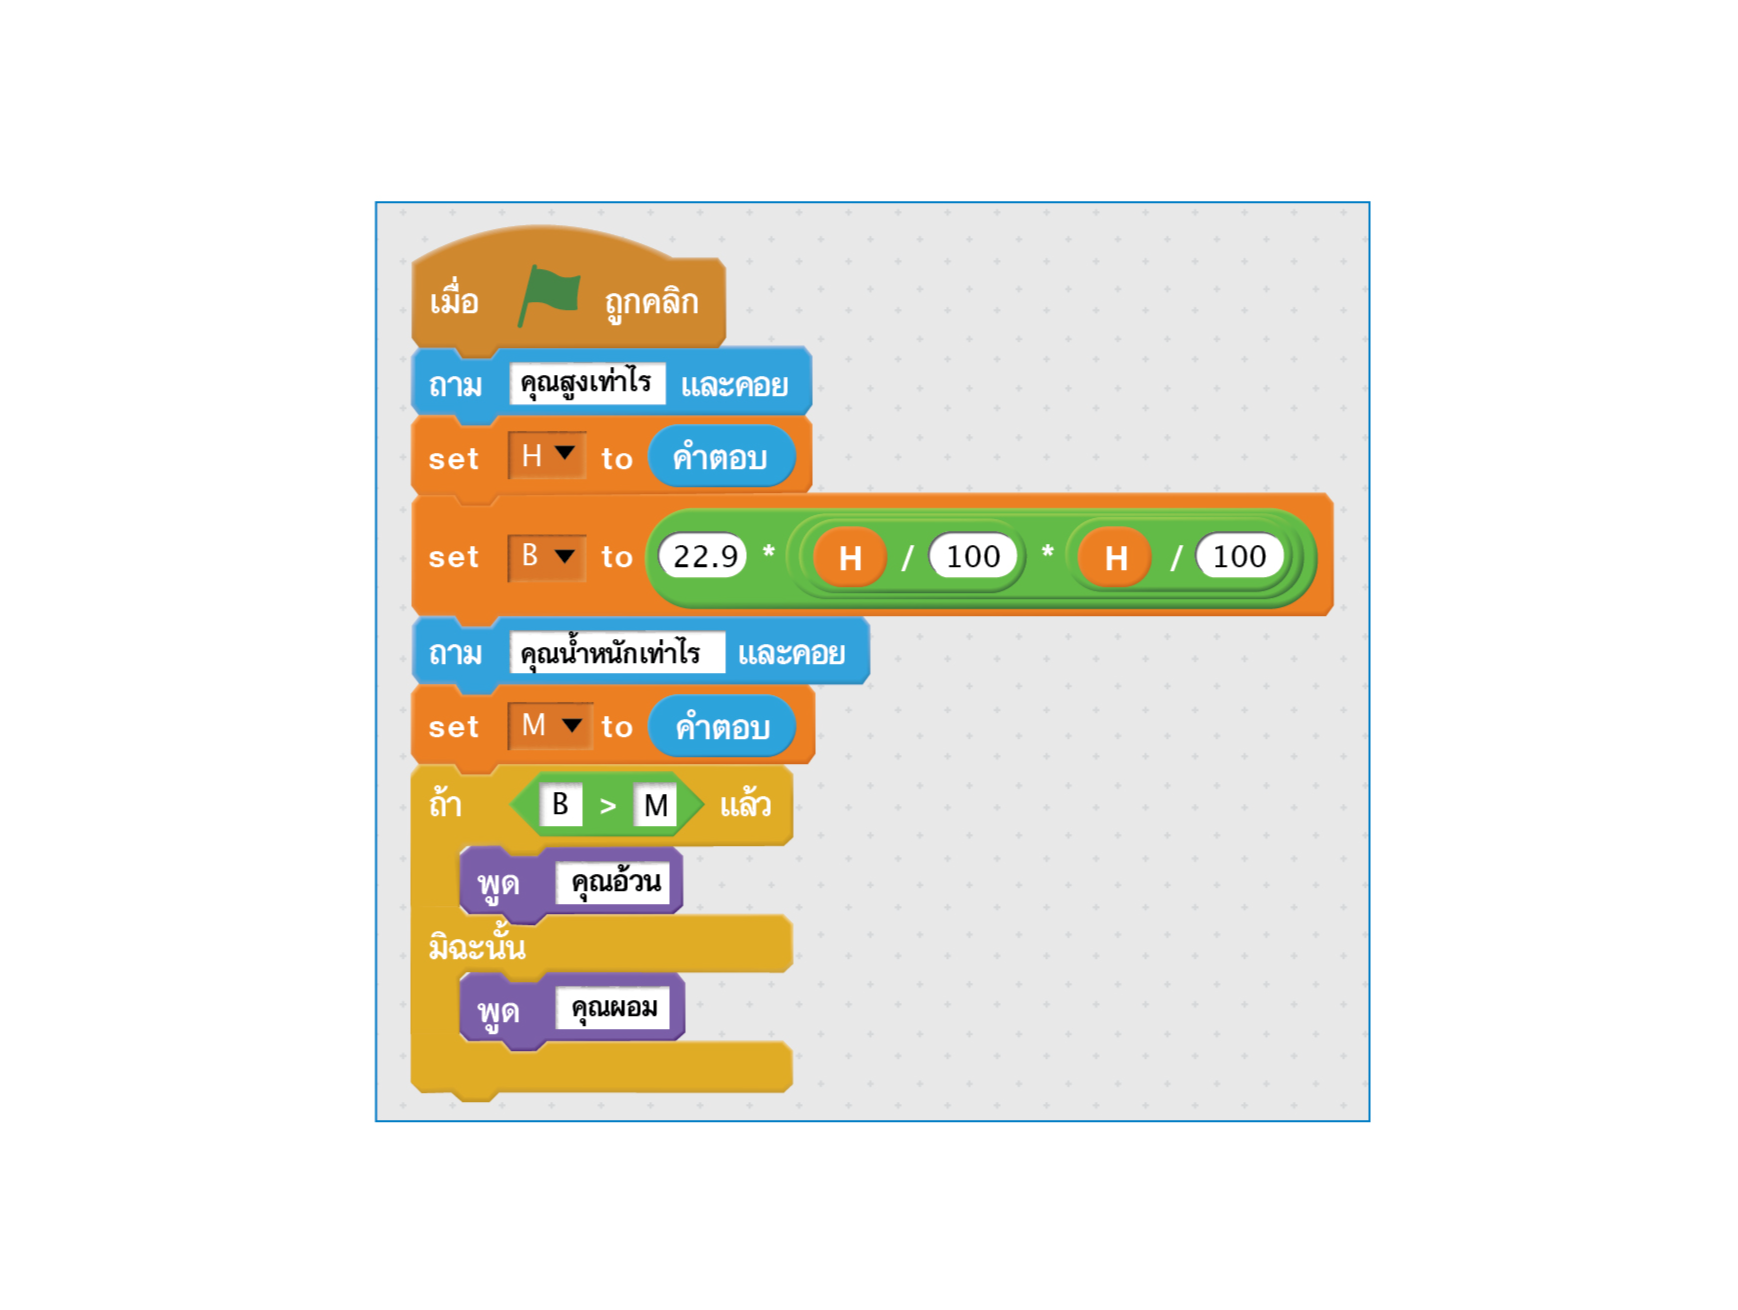 เมื่อ ถูกคลิก
ถาม คุณสูงเท่าไร และคอย
set H to คำตอบ
set B to 22.9 * H / 100 * H / 100
ถาม คุณน้ำหนักเท่าไร และคอย
set M to คำตอบ
ถ้า B > M แล้ว
พูด คุณอ้วน
มิฉะนั้น
พูด คุณผอม